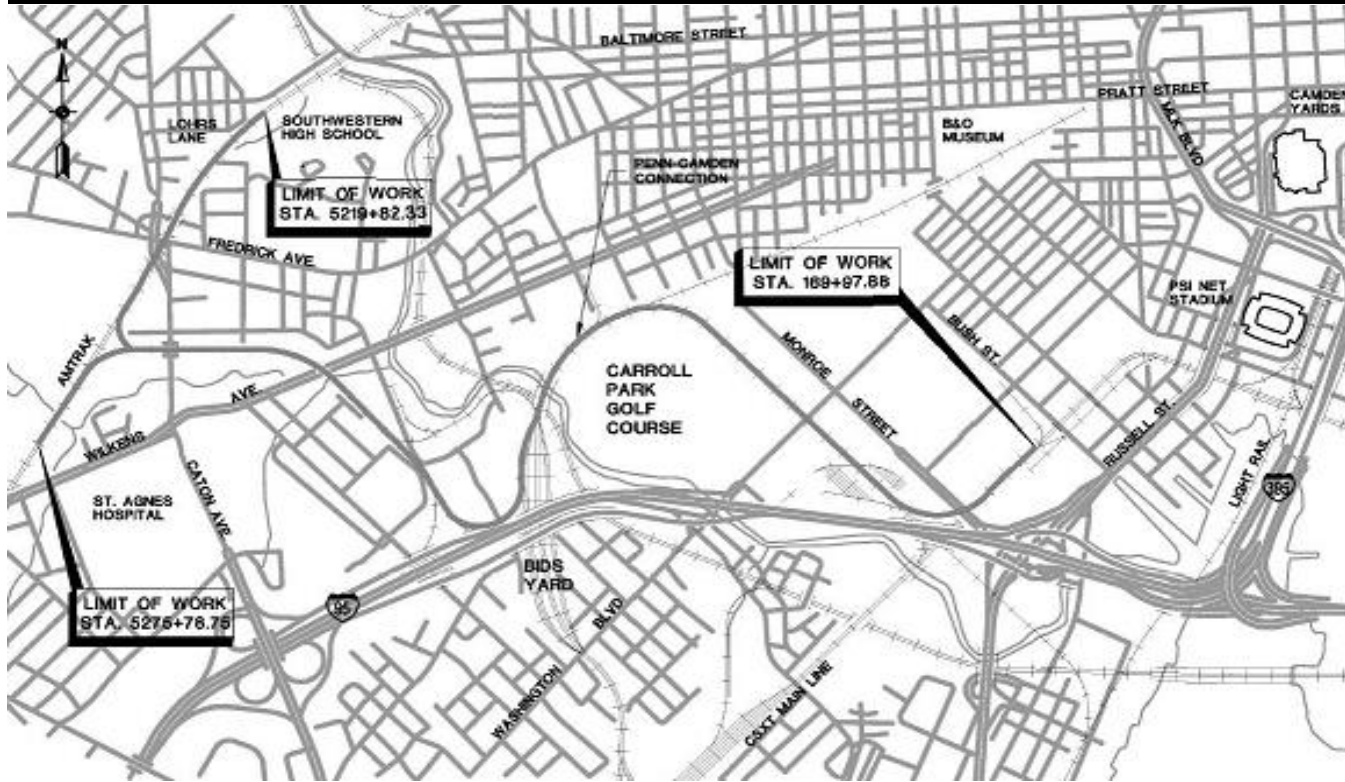 N
BALTIMORE STREET
PRATT STREET
CAMDEN
YARDS
MLK BLVD
LOHRS
LANE
SOUTHWESTERN
HIGH SCHOOL
B&O
MUSEUM
PENN-CAMDEN
CONNECTION
LIMIT OF WORK
STA. 5219+82.33
FREDRICK AVE
LIMIT OF WORK
STA. 169+97.88
PSI NET
STADIUM
BUSH ST.
MONROE
STREET
AMTRAK
CARROLL
PARK
GOLF
COURSE
WILKENS AVE.
RUSSELL ST.
LIGHT RAIL
395
ST. AGNES
HOSPITAL
CATON AVE
BIDS
YARD
LIMIT OF WORK
STA. 5275+76.75
95
WASHINGTON BLVD
CSXT MAIN LINE